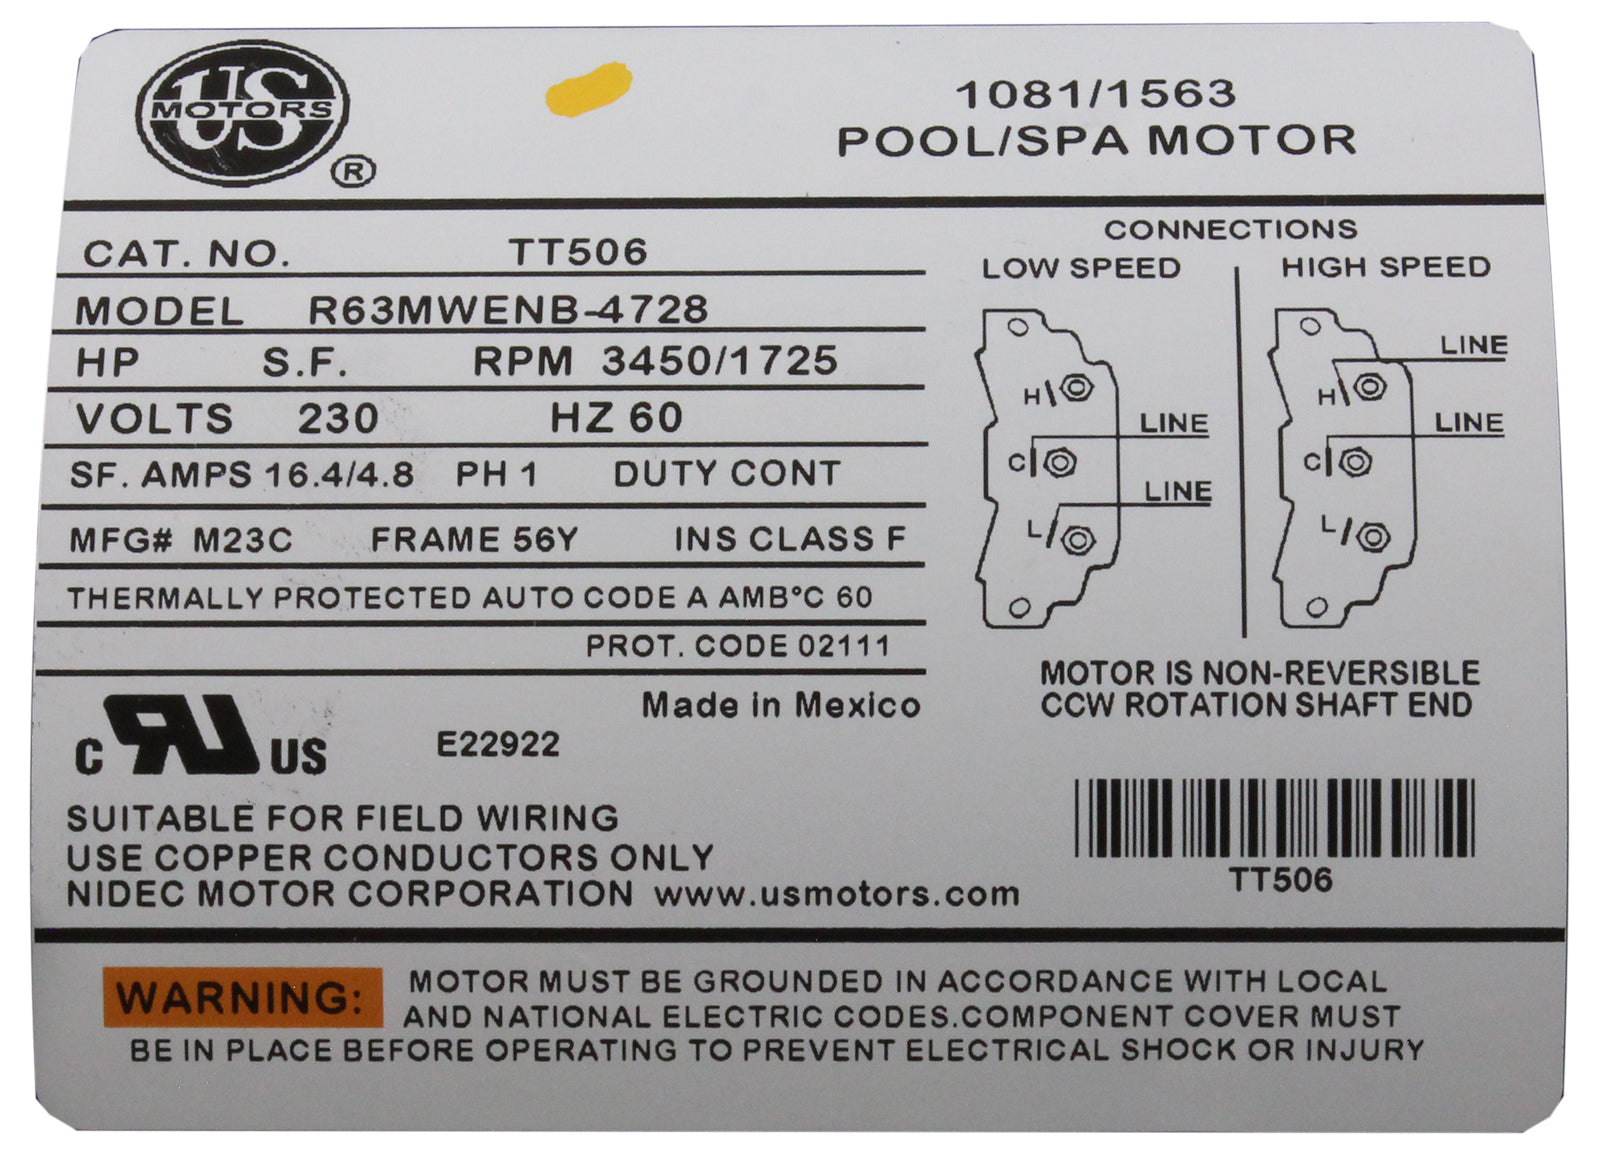 US
MOTORS
®
1081/1563
POOL/SPA MOTOR
CAT. NO. TT506
MODEL R63MWENB-4728
HP S.F. RPM 3450/1725
VOLTS 230 HZ 60
SF. AMPS 16.4/4.8 PH 1 DUTY CONT
MFG# M23C FRAME 56Y INS CLASS F
THERMALLY PROTECTED AUTO CODE A AMB°C 60
PROT. CODE 02111
Made in Mexico
C RU US E22922
SUITABLE FOR FIELD WIRING
USE COPPER CONDUCTORS ONLY
NIDEC MOTOR CORPORATION www.usmotors.com
CONNECTIONS
LOW SPEED
H
C LINE
L LINE
HIGH SPEED
H LINE
C LINE
L
MOTOR IS NON-REVERSIBLE
CCW ROTATION SHAFT END
TT506
WARNING: MOTOR MUST BE GROUNDED IN ACCORDANCE WITH LOCAL
AND NATIONAL ELECTRIC CODES.COMPONENT COVER MUST
BE IN PLACE BEFORE OPERATING TO PREVENT ELECTRICAL SHOCK OR INJURY